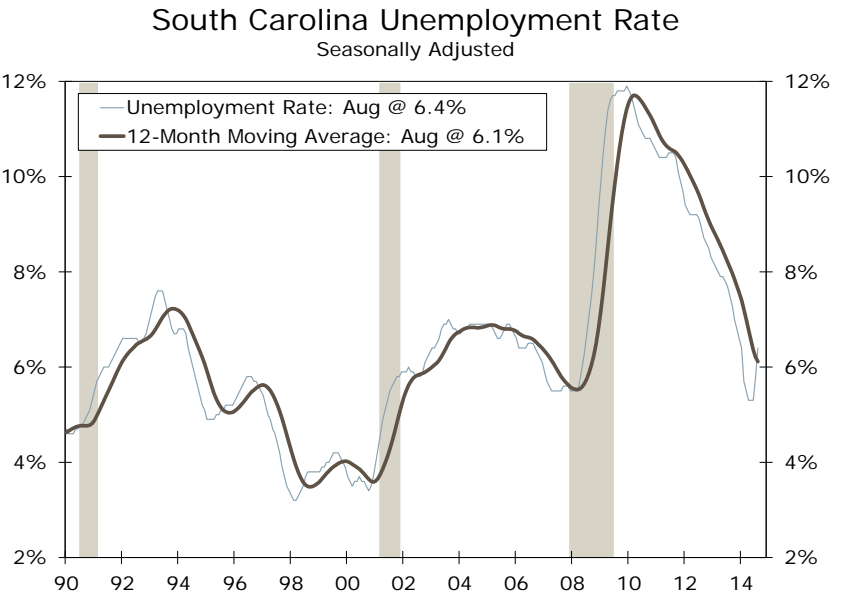 South Carolina Unemployment Rate
Seasonally Adjusted
12% 12%
Unemployment Rate: Aug @ 6.4%
12-Month Moving Average: Aug @ 6.1%
10% 10%
8% 8%
6% 6%
4% 4%
2% 2%
90 92 94 96 98 00 02 04 06 08 10 12 14